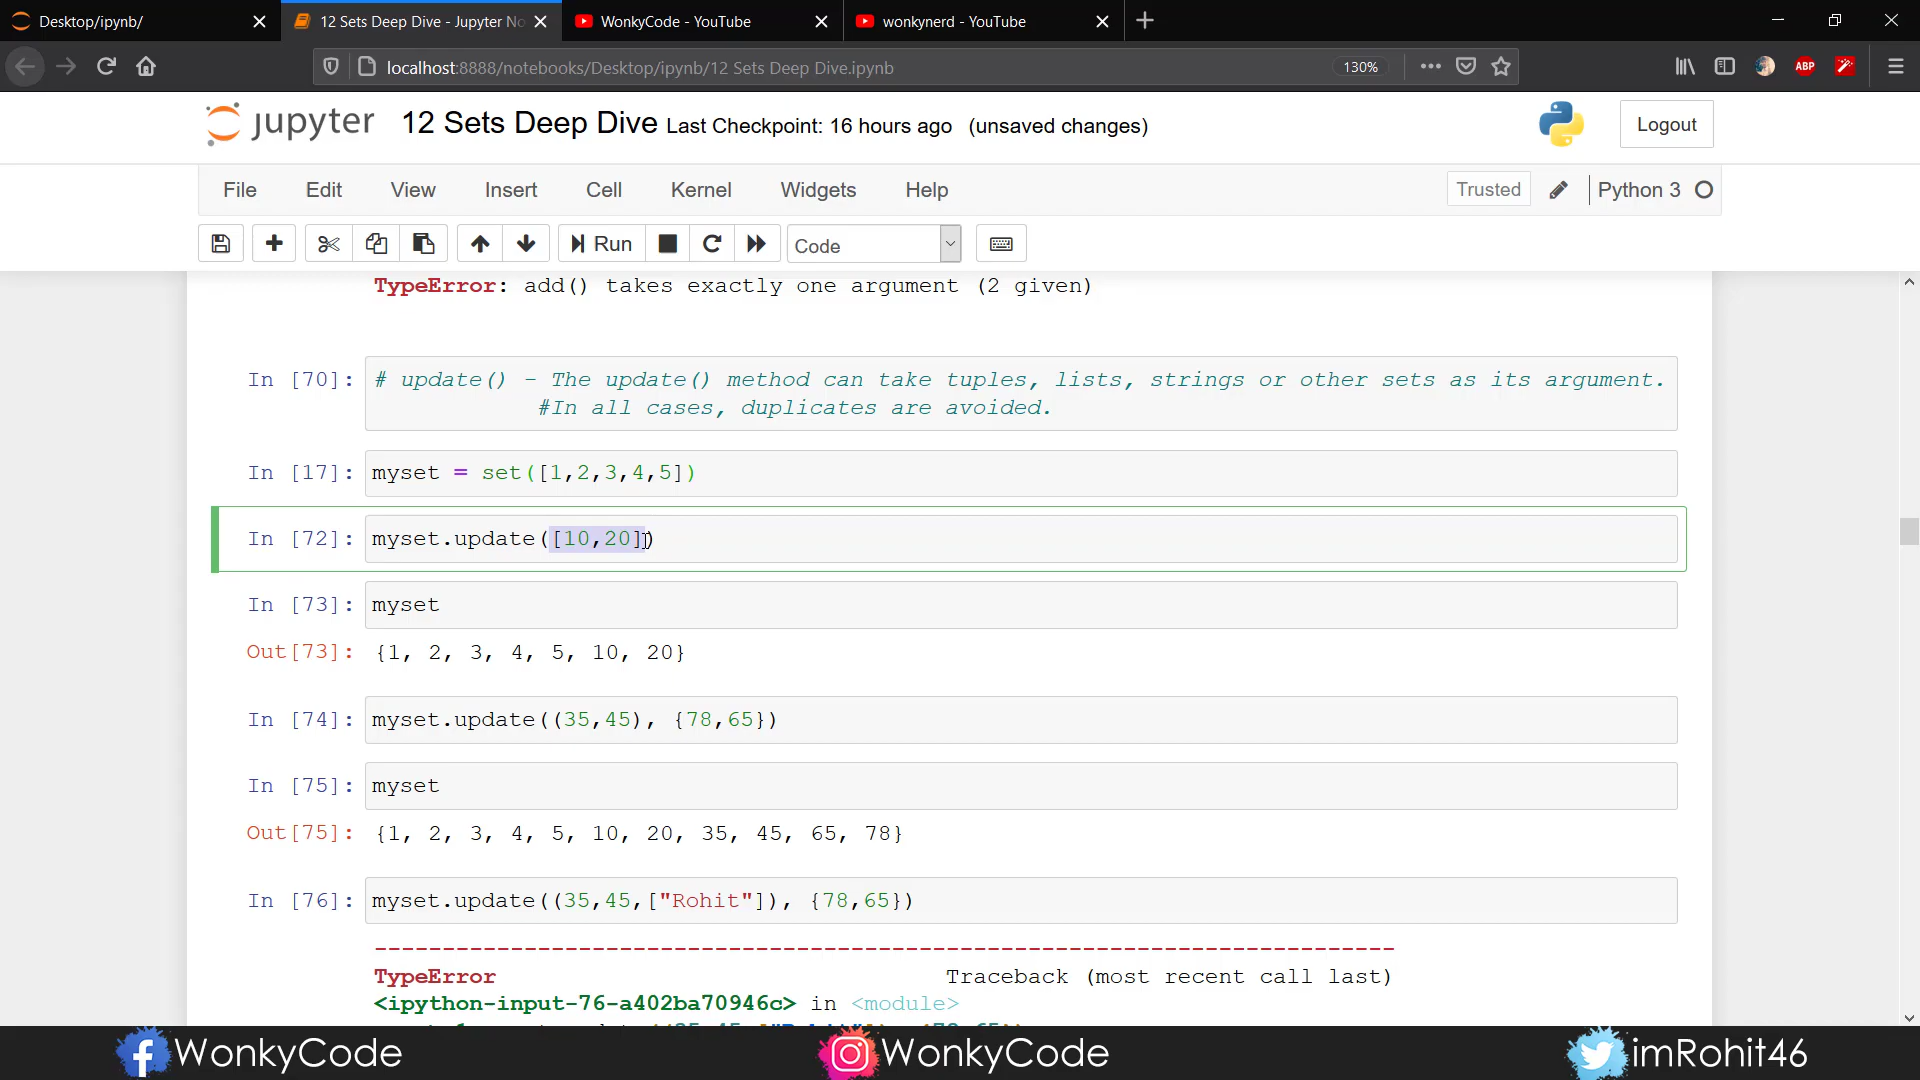 Desktop/ipynb/
12 Sets Deep Dive - Jupyter No
WonkyCode - YouTube
wonkynerd - YouTube
localhost:8888/notebooks/Desktop/ipynb/12 Sets Deep Dive.ipynb
130%
ABP
jupyter 12 Sets Deep Dive Last Checkpoint: 16 hours ago (unsaved changes)
Logout
File Edit View Insert Cell Kernel Widgets Help
Trusted
Python 3
Run
Code
TypeError: add() takes exactly one argument (2 given)
In [70]: # update() - The update() method can take tuples, lists, strings or other sets as its argument.
#In all cases, duplicates are avoided.
In [17]: myset = set([1,2,3,4,5])
In [72]: myset.update([10,20])
In [73]: myset
Out[73]: {1, 2, 3, 4, 5, 10, 20}
In [74]: myset.update((35,45), {78,65})
In [75]: myset
Out[75]: {1, 2, 3, 4, 5, 10, 20, 35, 45, 65, 78}
In [76]: myset.update((35,45,["Rohit"]), {78,65})
---------------------------------------------------------------------------
TypeError Traceback (most recent call last)
<ipython-input-76-a402ba70946c> in <module>
WonkyCode
WonkyCode
imRohit46